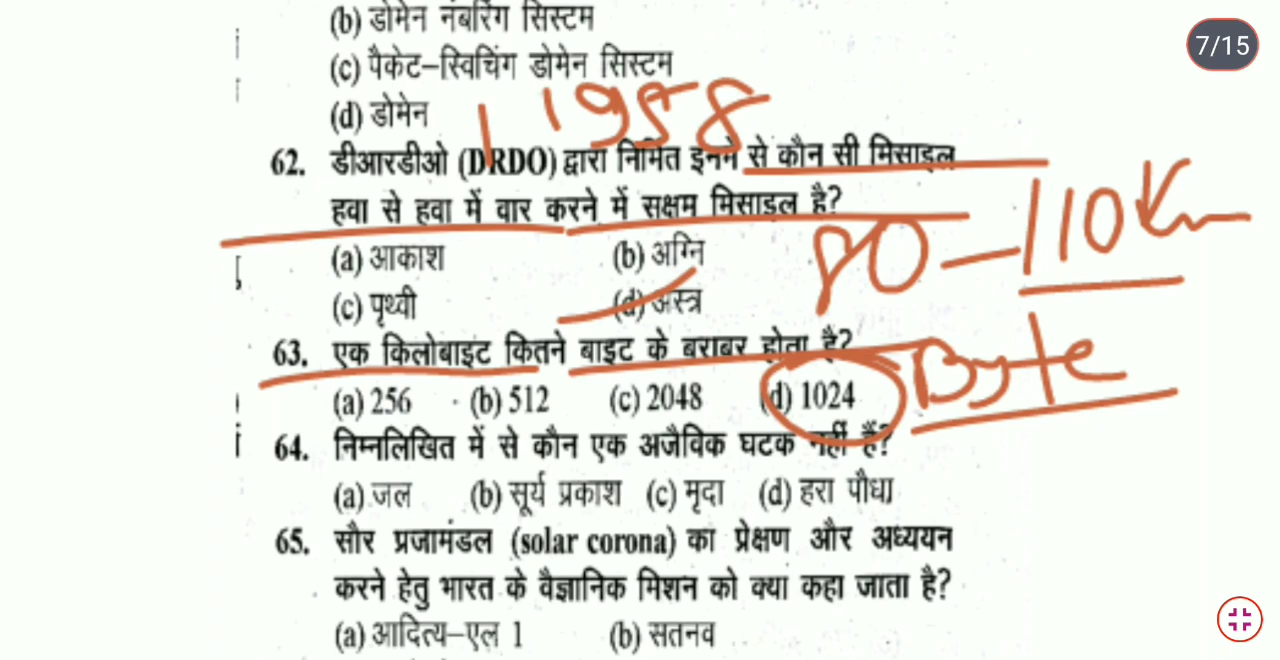 (b) डोमेन नंबरिंग सिस्टम
7/15
(c) पैकेट–स्विचिंग डोमेन सिस्टम
(d) डोमेन
1958
62. डीआरडीओ (DRDO) द्वारा निर्मित इनमें से कौन सी मिसाइल
हवा से हवा में वार करने में सक्षम मिसाइल है?
(a) आकाश (b) अग्नि
80 – 110 Km
(c) पृथ्वी (d) अस्त्र
63. एक किलोबाइट कितने बाइट के बराबर होता है?
Byte
(a) 256 (b) 512 (c) 2048 (d) 1024
64. निम्नलिखित में से कौन एक अजैविक घटक नहीं हैं?
(a) जल (b) सूर्य प्रकाश (c) मृदा (d) हरा पौधा
65. सौर प्रजामंडल (solar corona) का प्रेक्षण और अध्ययन
करने हेतु भारत के वैज्ञानिक मिशन को क्या कहा जाता है?
(a) आदित्य–एल 1 (b) सतनव